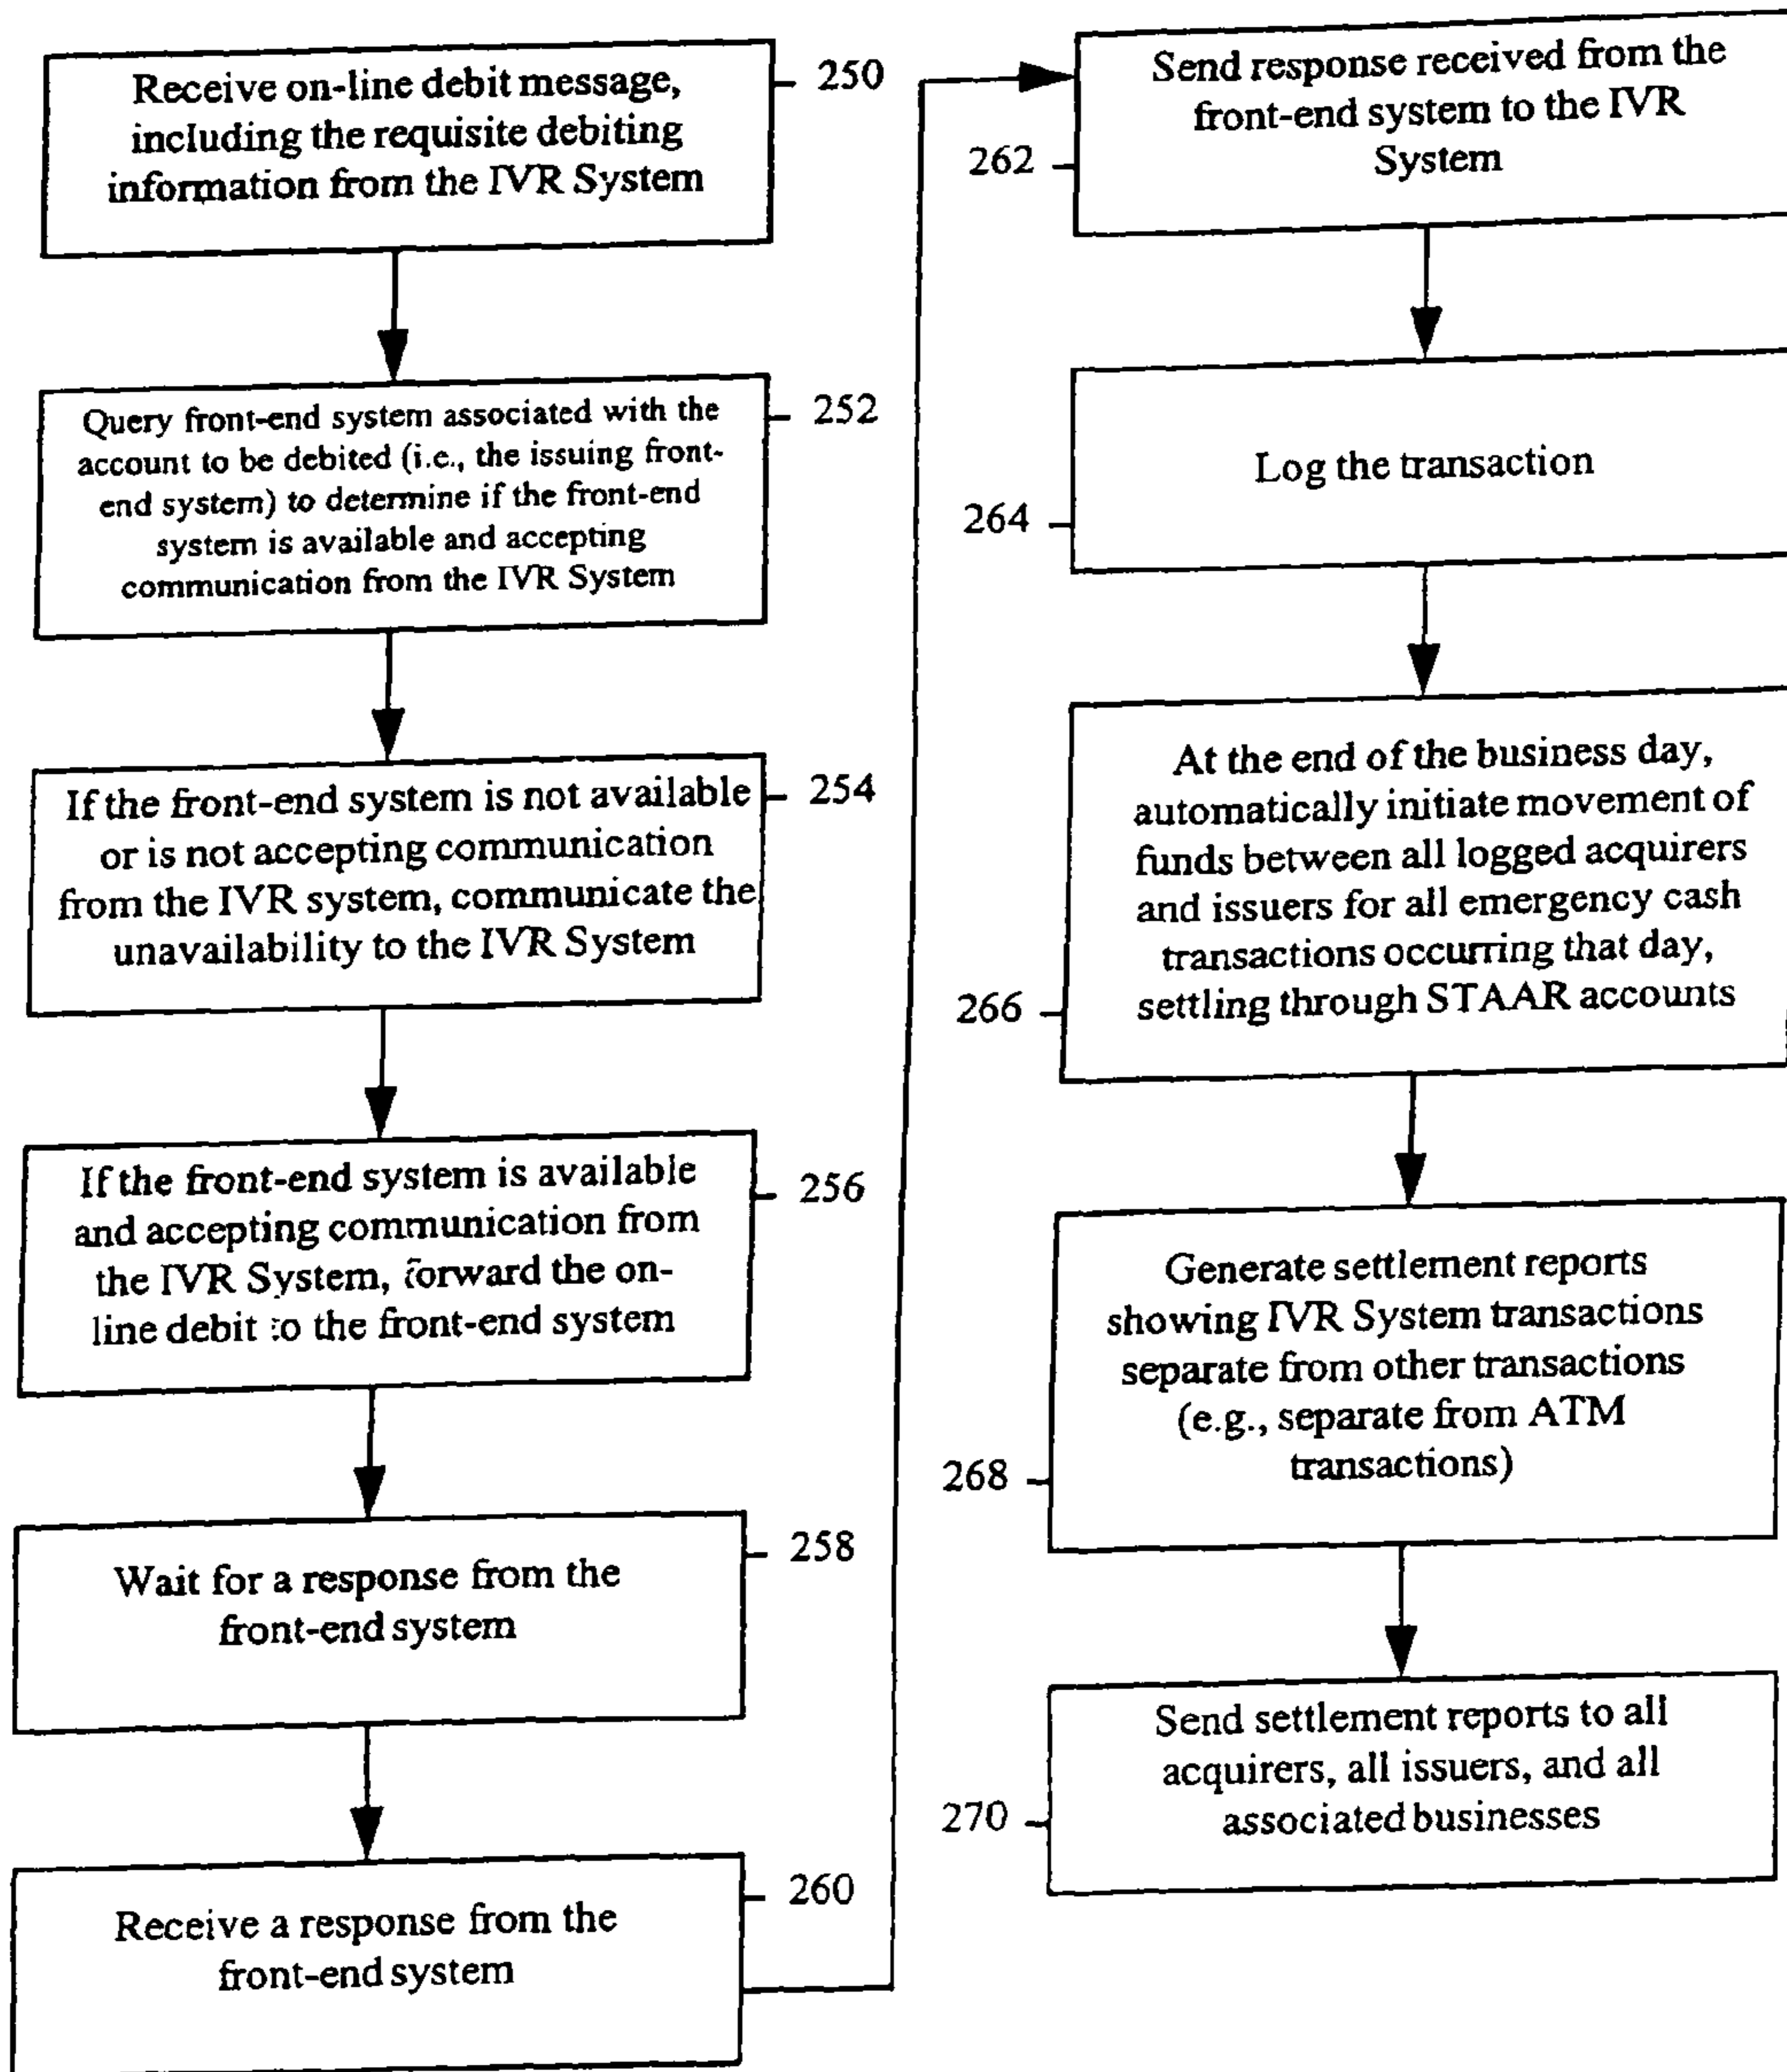 Receive on-line debit message,
including the requisite debiting
information from the IVR System
250
Query front-end system associated with the
account to be debited (i.e., the issuing front-
end system) to determine if the front-end
system is available and accepting
communication from the IVR System
252
If the front-end system is not available
or is not accepting communication
from the IVR system, communicate the
unavailability to the IVR System
254
If the front-end system is available
and accepting communication from
the IVR System, forward the on-
line debit to the front-end system
256
Wait for a response from the
front-end system
258
Receive a response from the
front-end system
260
Send response received from the
front-end system to the IVR
System
262
Log the transaction
264
At the end of the business day,
automatically initiate movement of
funds between all logged acquirers
and issuers for all emergency cash
transactions occurring that day,
settling through STAAR accounts
266
Generate settlement reports
showing IVR System transactions
separate from other transactions
(e.g., separate from ATM
transactions)
268
Send settlement reports to all
acquirers, all issuers, and all
associated businesses
270